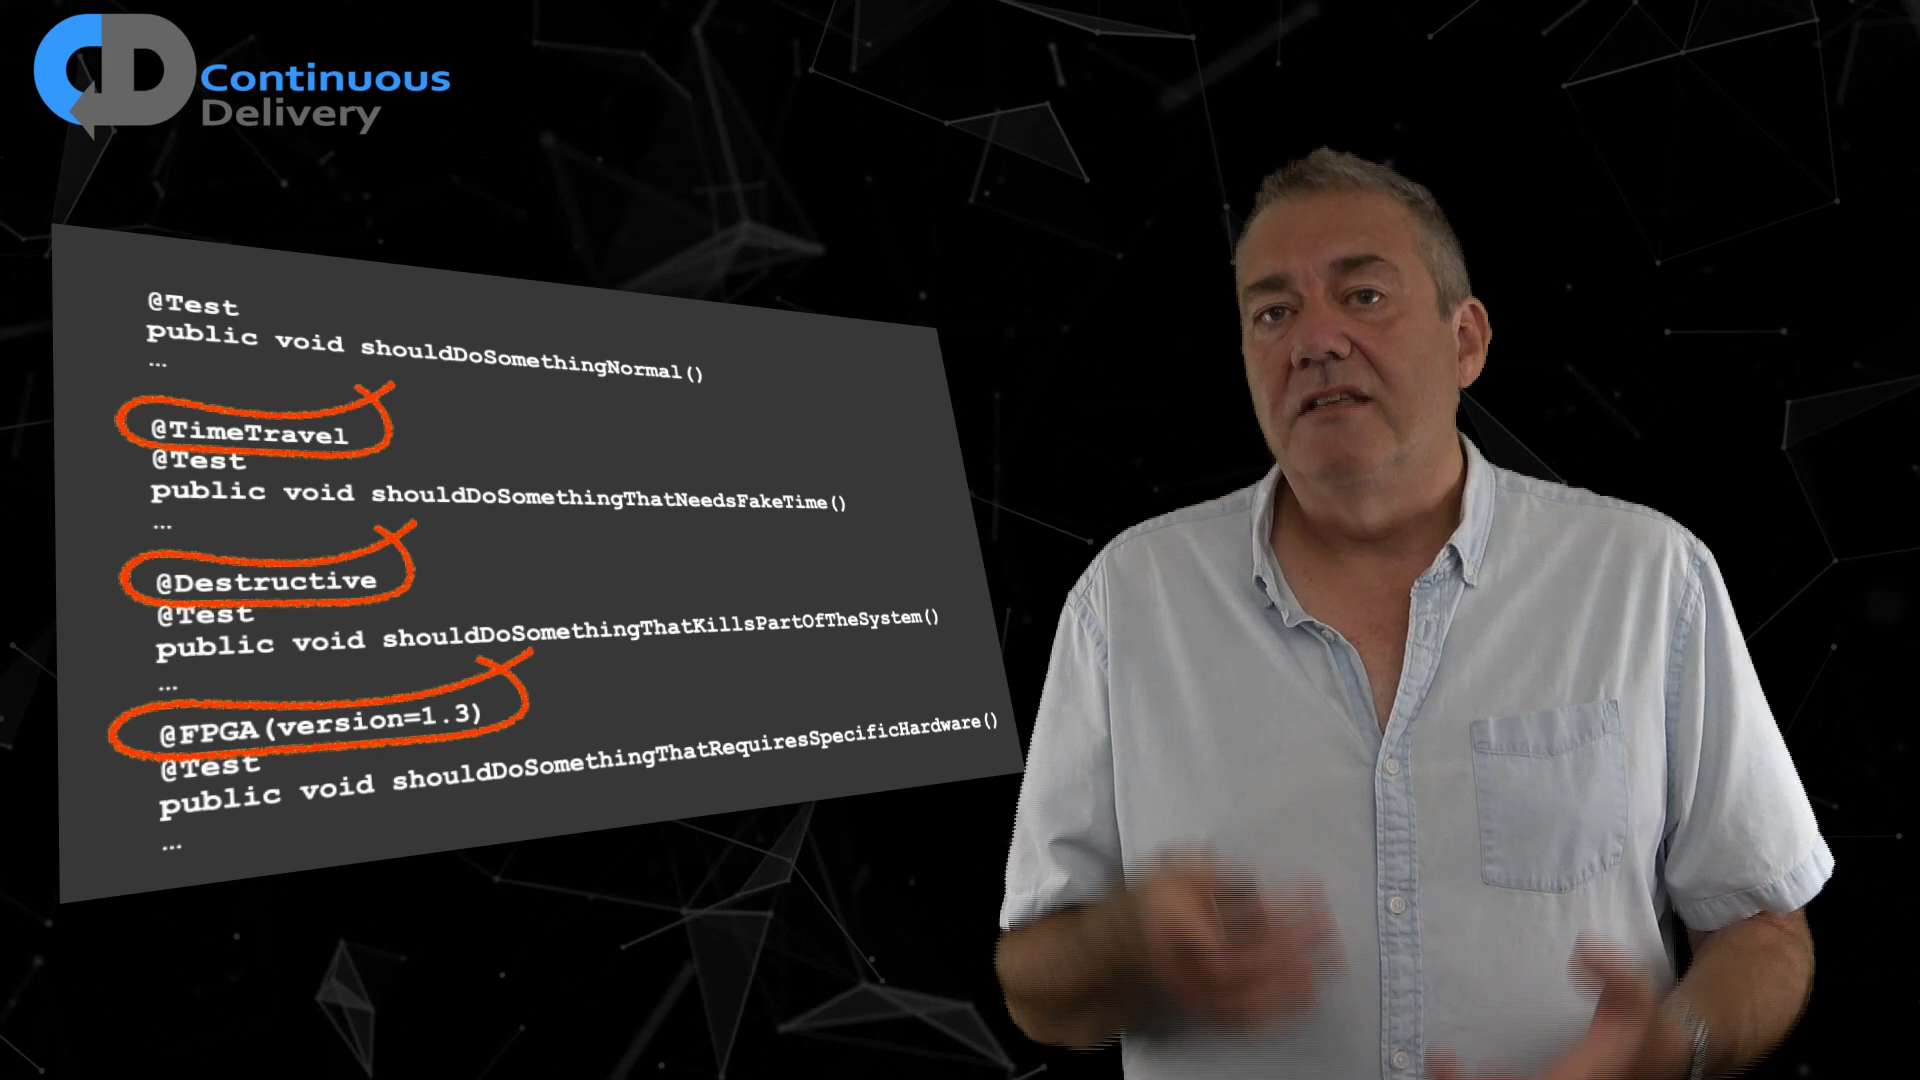 Continuous
Delivery
@Test
public void shouldDoSomethingNormal()
...
@TimeTravel
@Test
public void shouldDoSomethingThatNeedsFakeTime()
...
@Destructive
@Test
public void shouldDoSomethingThatKillsPartOfTheSystem()
...
@FPGA(version=1.3)
@Test
public void shouldDoSomethingThatRequiresSpecificHardware()
...